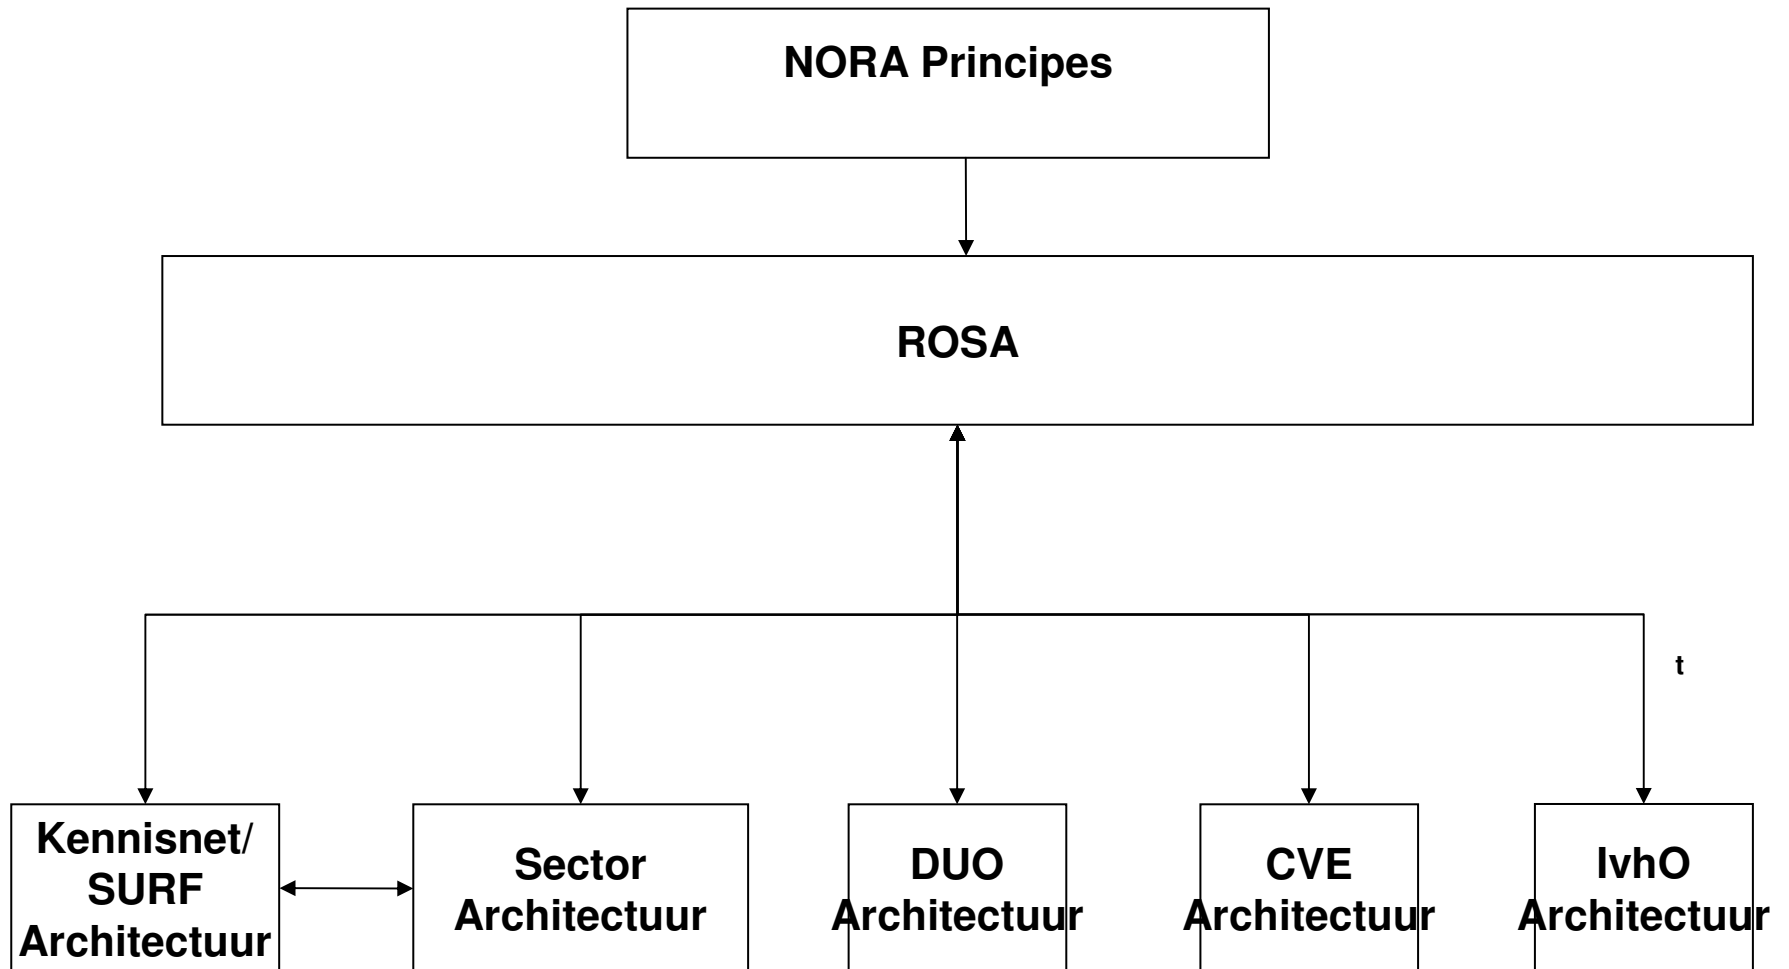 NORA Principes
ROSA
t
Kennisnet/
SURF
Architectuur
Sector
Architectuur
DUO
Architectuur
CVE
Architectuur
IvhO
Architectuur